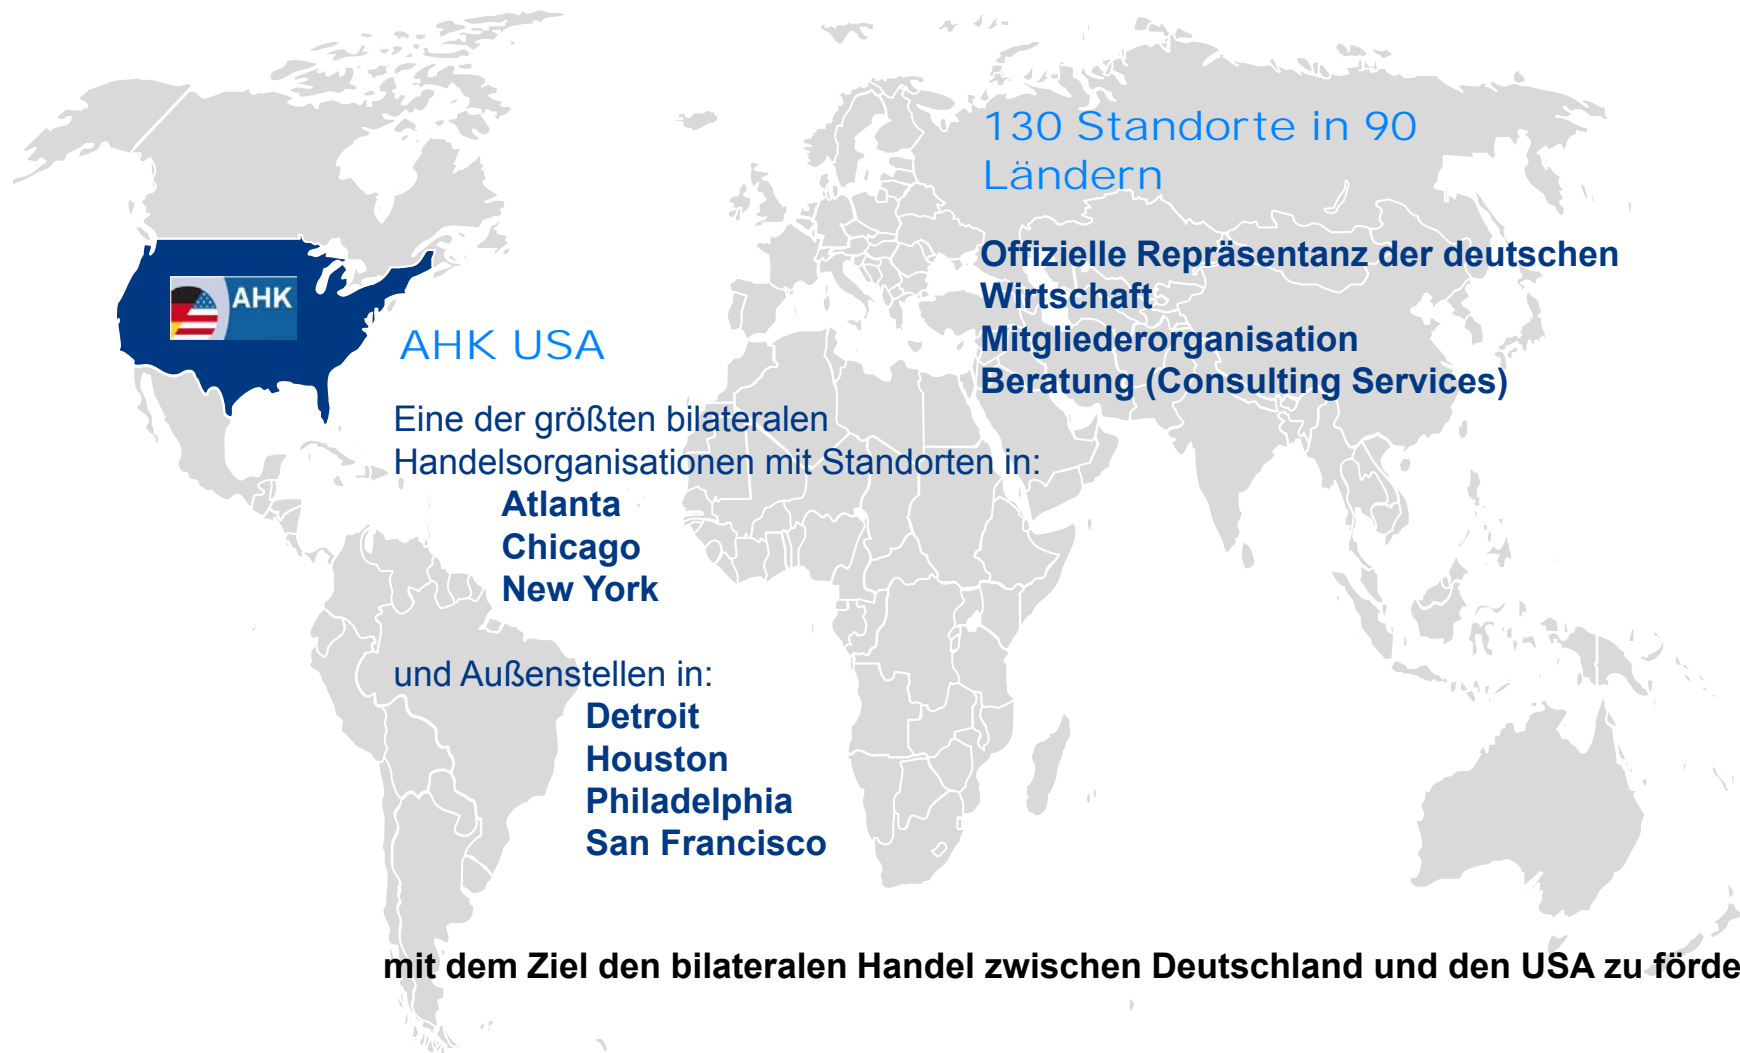 130 Standorte in 90
Ländern
Offizielle Repräsentanz der deutschen
Wirtschaft
Mitgliederorganisation
Beratung (Consulting Services)
AHK
AHK USA
Eine der größten bilateralen
Handelsorganisationen mit Standorten in:
Atlanta
Chicago
New York
und Außenstellen in:
Detroit
Houston
Philadelphia
San Francisco
mit dem Ziel den bilateralen Handel zwischen Deutschland und den USA zu förde